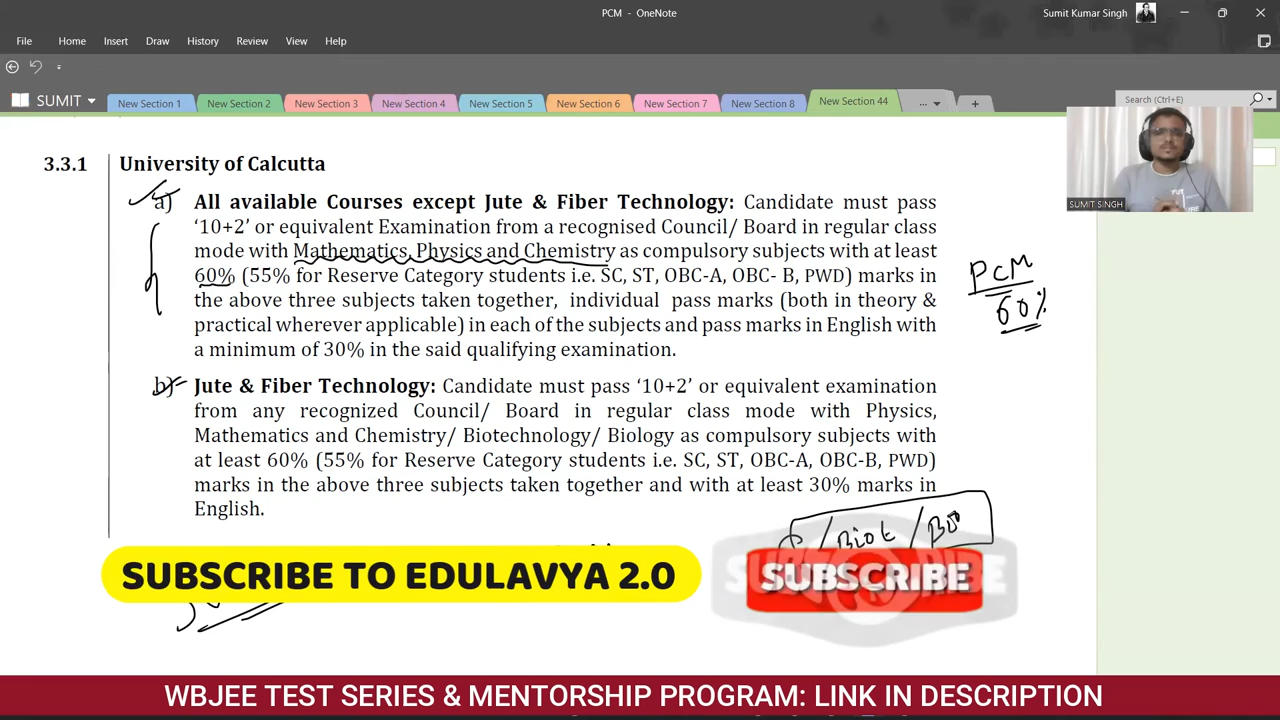 PCM - OneNote
Sumit Kumar Singh
File Home Insert Draw History Review View Help
SUMIT New Section 1 New Section 2 New Section 3 New Section 4 New Section 5 New Section 6 New Section 7 New Section 8 New Section 44 ... + Search (Ctrl+E)
SUMIT SINGH
3.3.1 University of Calcutta
a) All available Courses except Jute & Fiber Technology: Candidate must pass
‘10+2’ or equivalent Examination from a recognised Council/ Board in regular class
mode with Mathematics, Physics and Chemistry as compulsory subjects with at least
60% (55% for Reserve Category students i.e. SC, ST, OBC-A, OBC- B, PWD) marks in
the above three subjects taken together, individual pass marks (both in theory &
practical wherever applicable) in each of the subjects and pass marks in English with
a minimum of 30% in the said qualifying examination.
PCM
60%
b) Jute & Fiber Technology: Candidate must pass ‘10+2’ or equivalent examination
from any recognized Council/ Board in regular class mode with Physics,
Mathematics and Chemistry/ Biotechnology/ Biology as compulsory subjects with
at least 60% (55% for Reserve Category students i.e. SC, ST, OBC-A, OBC-B, PWD)
marks in the above three subjects taken together and with at least 30% marks in
English.
/Biot/Bio
SUBSCRIBE TO EDULAVYA 2.0
SUBSCRIBE
WBJEE TEST SERIES & MENTORSHIP PROGRAM: LINK IN DESCRIPTION